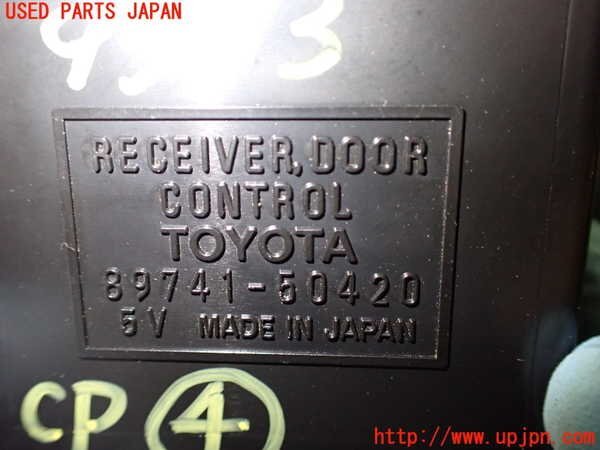 USED PARTS JAPAN
RECEIVER, DOOR
CONTROL
TOYOTA
89741-50420
5V MADE IN JAPAN
CP ④
http://www.upjpn.com